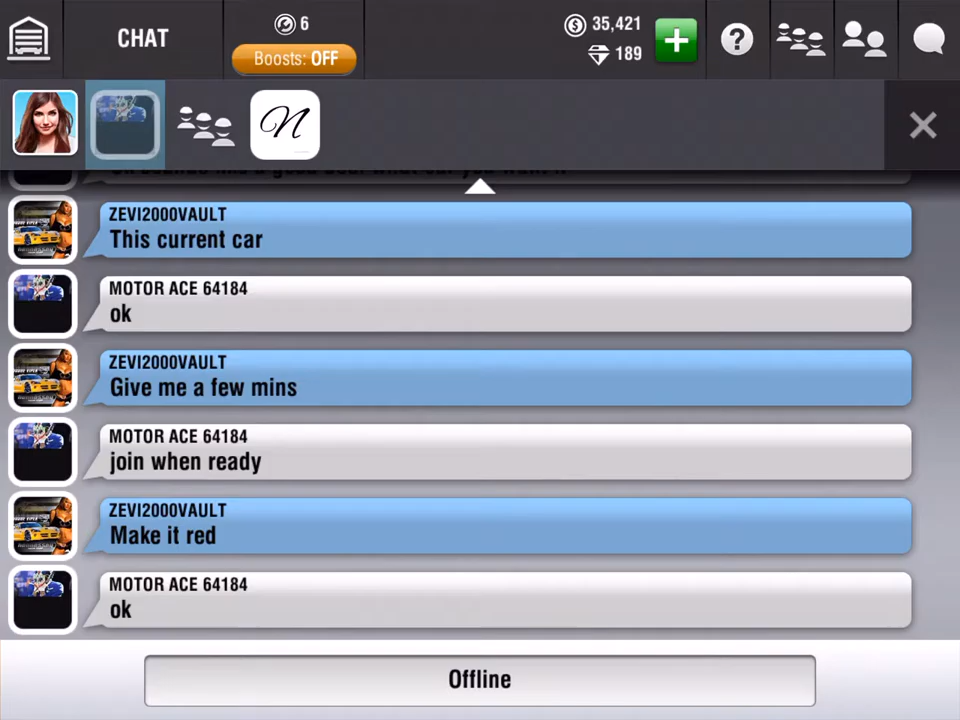 CHAT
6
Boosts: OFF
35,421
189
n
ZEVI2000VAULT
This current car
MOTOR ACE 64184
ok
ZEVI2000VAULT
Give me a few mins
MOTOR ACE 64184
join when ready
ZEVI2000VAULT
Make it red
MOTOR ACE 64184
ok
Offline